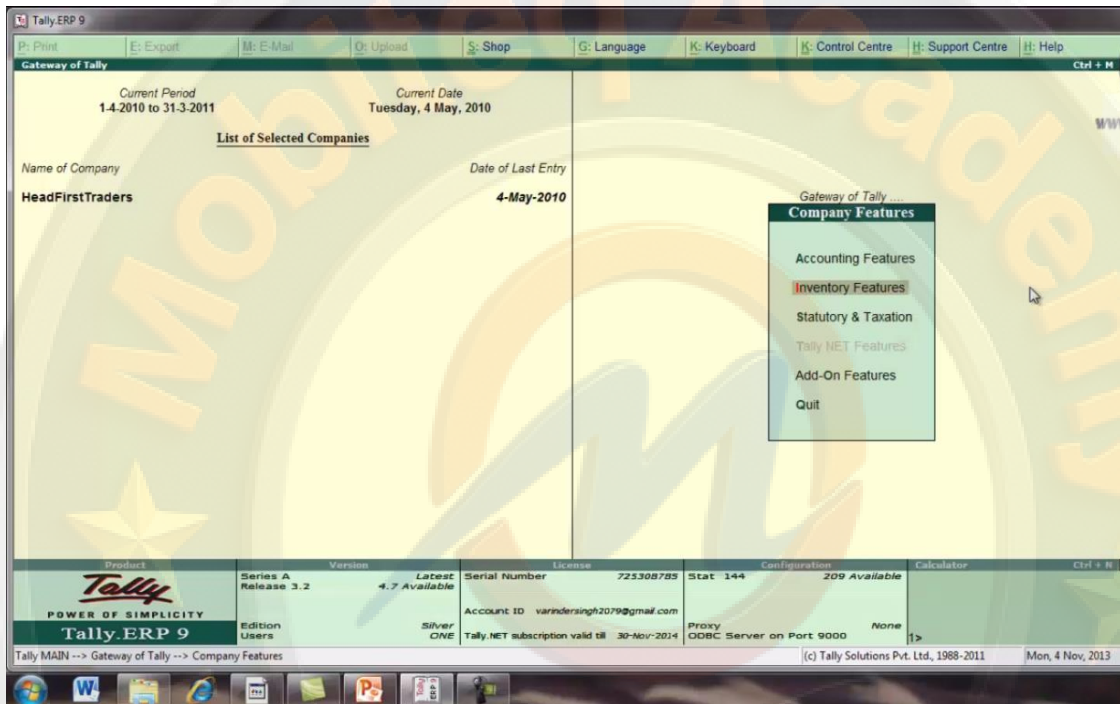 Tally.ERP 9
P: Print E: Export M: E-Mail O: Upload S: Shop G: Language K: Keyboard K: Control Centre H: Support Centre H: Help
Gateway of Tally Ctrl + M
Current Period Current Date
1-4-2010 to 31-3-2011 Tuesday, 4 May, 2010
List of Selected Companies
Name of Company Date of Last Entry
HeadFirstTraders 4-May-2010
Gateway of Tally ....
Company Features
Accounting Features
Inventory Features
Statutory & Taxation
Tally NET Features
Add-On Features
Quit
Product Version License Configuration Calculator Ctrl + N
Tally
POWER OF SIMPLICITY
Tally.ERP 9
Series A Latest
Release 3.2 4.7 Available
Edition Silver
Users ONE
Serial Number 725308785
Account ID varindersingh2079@gmail.com
Tally.NET subscription valid till 30-Nov-2014
Stat 144 209 Available
Proxy None
ODBC Server on Port 9000
1>
Tally MAIN --> Gateway of Tally --> Company Features (c) Tally Solutions Pvt. Ltd., 1988-2011 Mon, 4 Nov, 2013
Mobiteq Academy